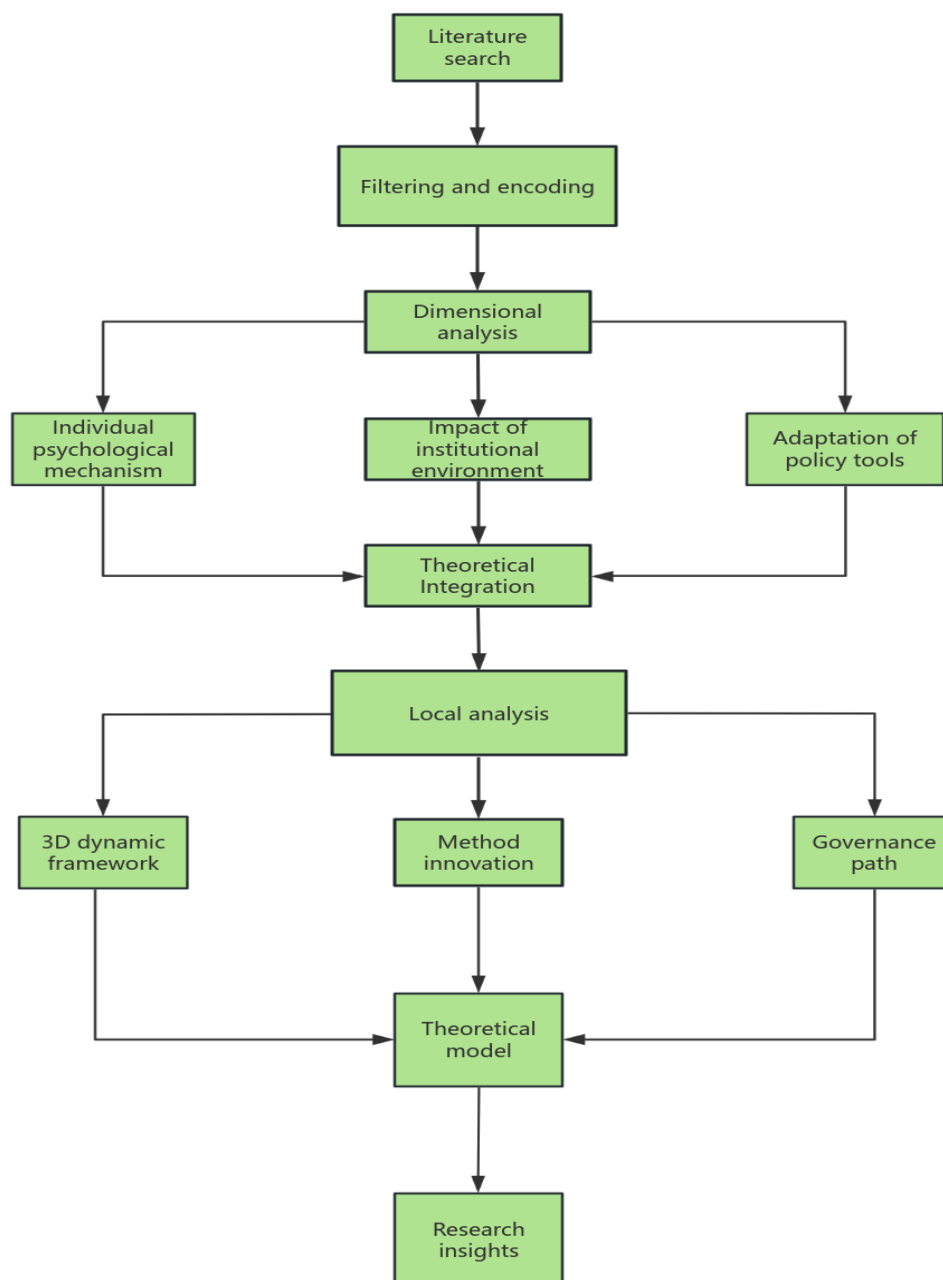 Literature
search
Filtering and encoding
Dimensional
analysis
Individual
psychological
mechanism
Impact of
institutional
environment
Adaptation of
policy tools
Theoretical
Integration
Local analysis
3D dynamic
framework
Method
innovation
Governance
path
Theoretical
model
Research
insights